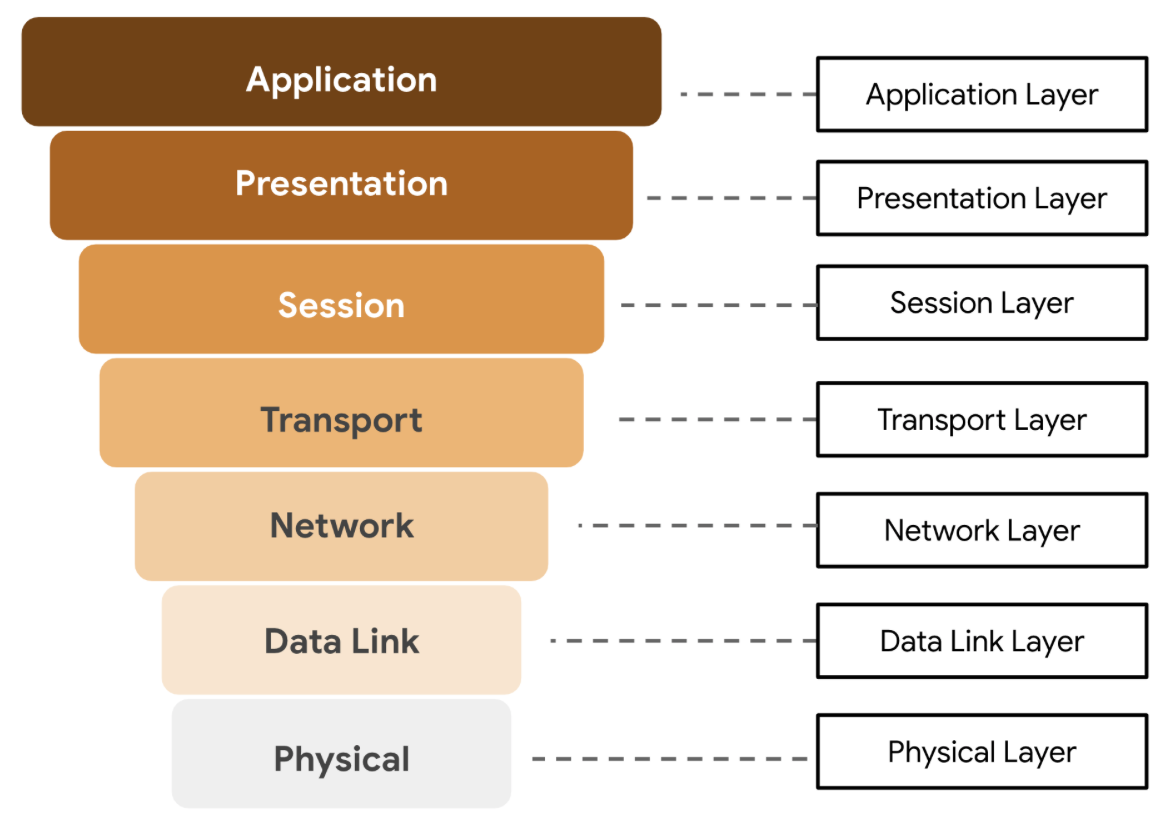 Application
Application Layer
Presentation
Presentation Layer
Session
Session Layer
Transport
Transport Layer
Network
Network Layer
Data Link
Data Link Layer
Physical
Physical Layer